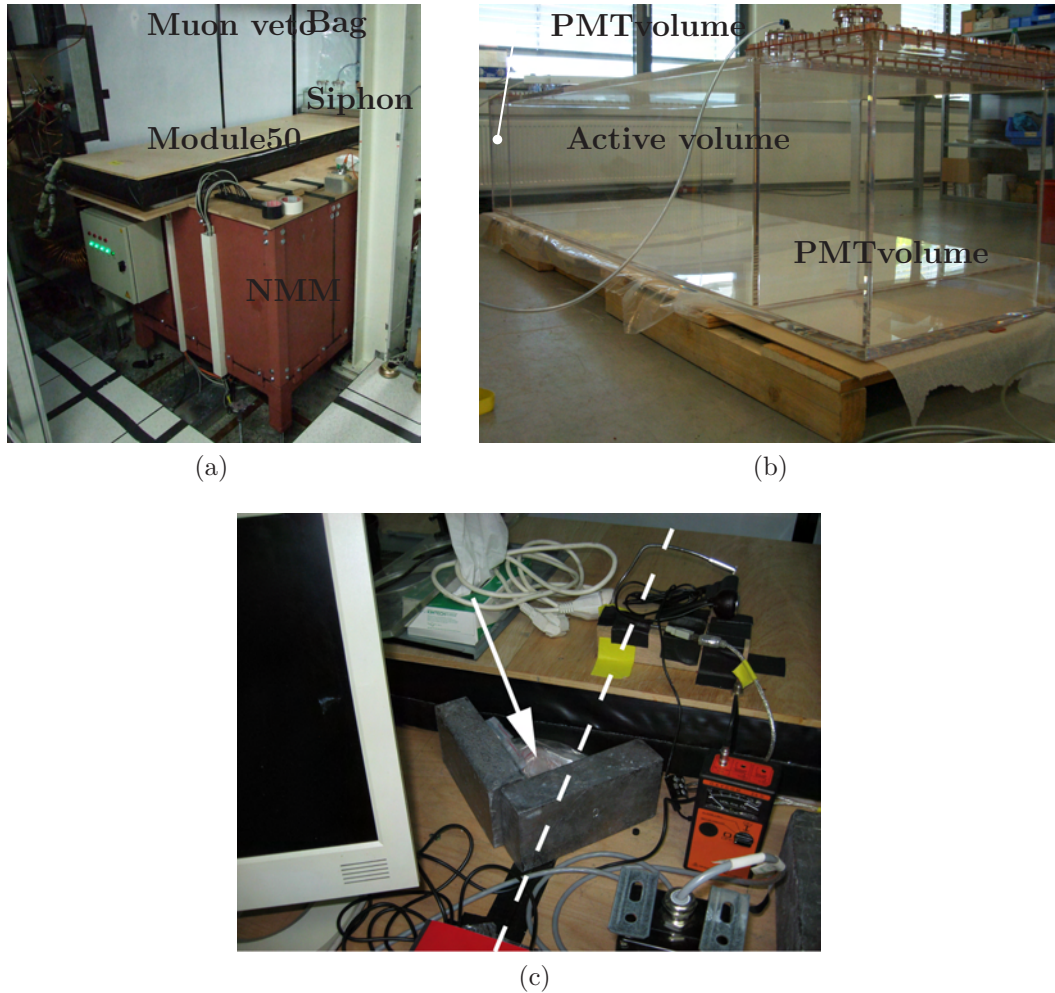 Muon veto Bag
Siphon
Module50
NMM
(a)
PMTvolume
Active volume
PMTvolume
(b)
(c)